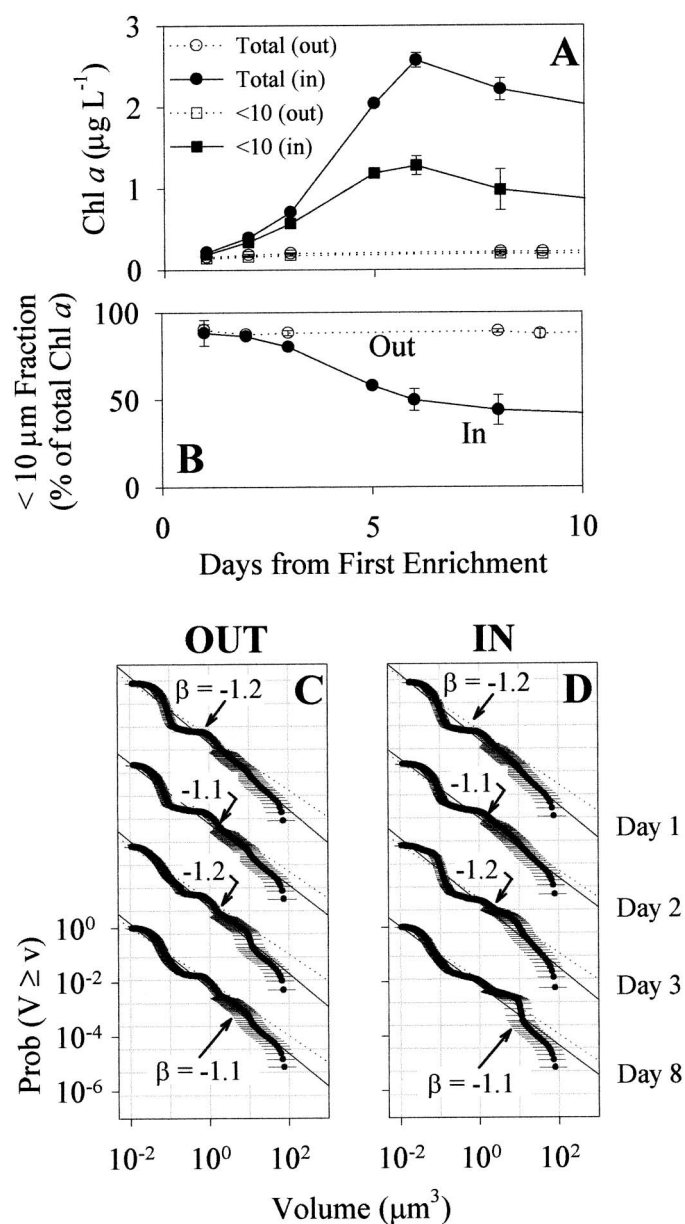 A
3
2
1
0
Chl a (µg L⁻¹)
Total (out)
Total (in)
<10 (out)
<10 (in)
100
50
0
< 10 µm Fraction
(% of total Chl a)
Out
In
B
0
5
10
Days from First Enrichment
OUT
IN
C
β = -1.2
-1.1
-1.2
β = -1.1
D
β = -1.2
-1.1
-1.2
β = -1.1
Day 1
Day 2
Day 3
Day 8
Prob (V ≥ v)
10⁰
10⁻²
10⁻⁴
10⁻⁶
10⁻²
10⁰
10²
10⁻²
10⁰
10²
Volume (µm³)